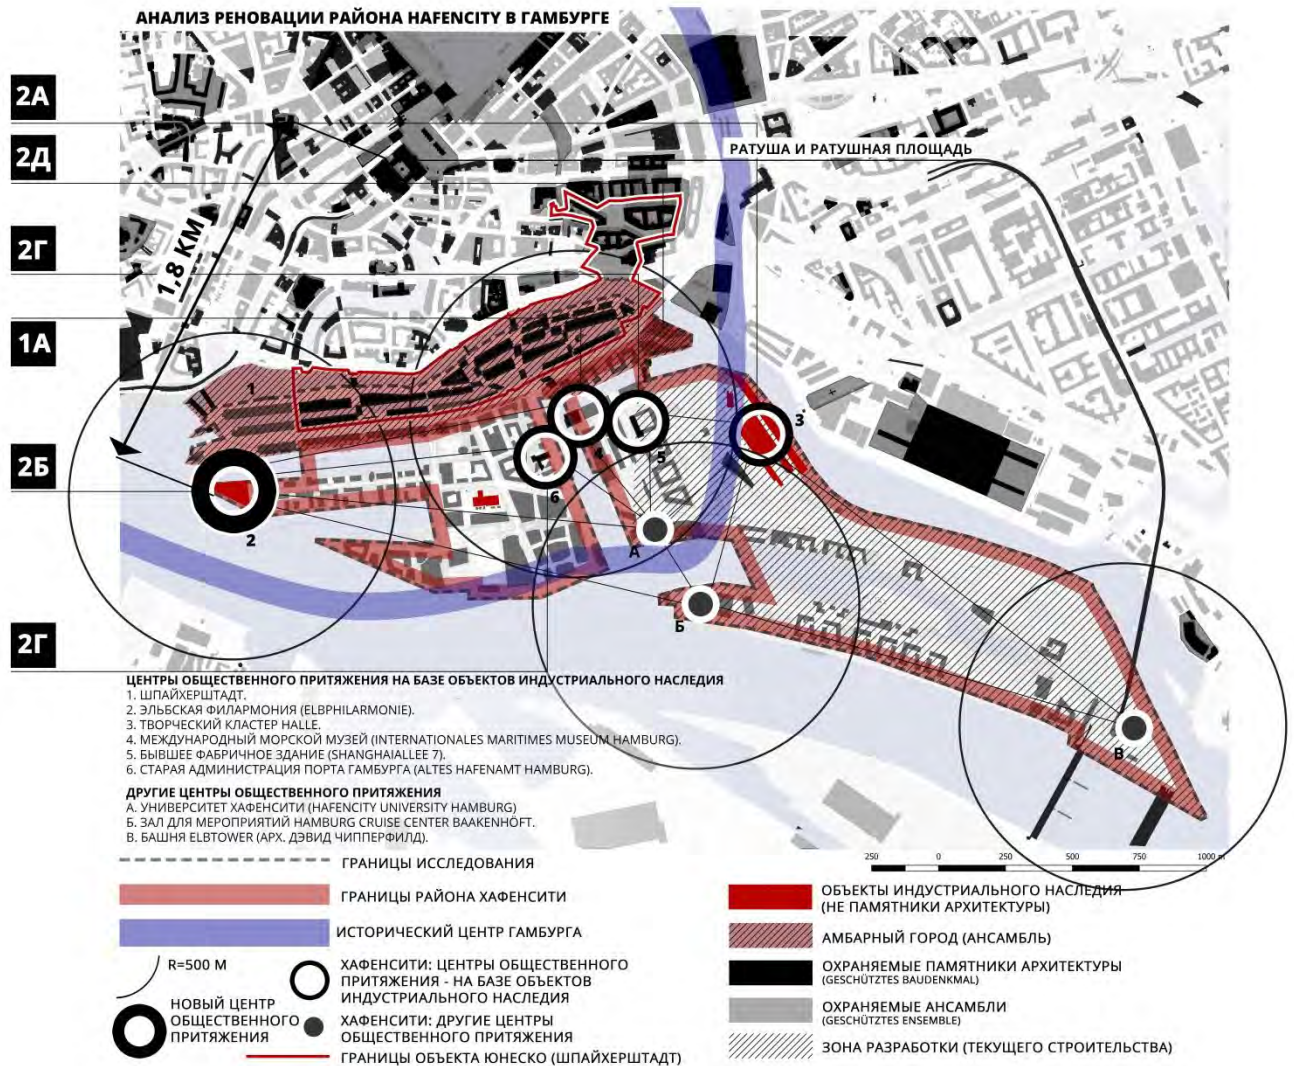 АНАЛИЗ РЕНОВАЦИИ РАЙОНА HAFENCITY В ГАМБУРГЕ
2А
2Д
РАТУША И РАТУШНАЯ ПЛОЩАДЬ
2Г
1,8 КМ
1А
1
3
2Б
4
5
6
2
А
Б
2Г
В
ЦЕНТРЫ ОБЩЕСТВЕННОГО ПРИТЯЖЕНИЯ НА БАЗЕ ОБЪЕКТОВ ИНДУСТРИАЛЬНОГО НАСЛЕДИЯ
1. ШПАЙХЕРШТАДТ.
2. ЭЛЬБСКАЯ ФИЛАРМОНИЯ (ELBPHILARMONIE).
3. ТВОРЧЕСКИЙ КЛАСТЕР HALLE.
4. МЕЖДУНАРОДНЫЙ МОРСКОЙ МУЗЕЙ (INTERNATIONALES MARITIMES MUSEUM HAMBURG).
5. БЫВШЕЕ ФАБРИЧНОЕ ЗДАНИЕ (SHANGHAIALLEE 7).
6. СТАРАЯ АДМИНИСТРАЦИЯ ПОРТА ГАМБУРГА (ALTES HAFENAMT HAMBURG).
ДРУГИЕ ЦЕНТРЫ ОБЩЕСТВЕННОГО ПРИТЯЖЕНИЯ
А. УНИВЕРСИТЕТ ХАФЕНСИТИ (HAFENCITY UNIVERSITY HAMBURG)
Б. ЗАЛ ДЛЯ МЕРОПРИЯТИЙ HAMBURG CRUISE CENTER BAAKENHÖFT.
В. БАШНЯ ELBTOWER (АРХ. ДЭВИД ЧИППЕРФИЛД).
ГРАНИЦЫ ИССЛЕДОВАНИЯ
ГРАНИЦЫ РАЙОНА ХАФЕНСИТИ
ИСТОРИЧЕСКИЙ ЦЕНТР ГАМБУРГА
R=500 М
НОВЫЙ ЦЕНТР
ОБЩЕСТВЕННОГО
ПРИТЯЖЕНИЯ
ХАФЕНСИТИ: ЦЕНТРЫ ОБЩЕСТВЕННОГО
ПРИТЯЖЕНИЯ - НА БАЗЕ ОБЪЕКТОВ
ИНДУСТРИАЛЬНОГО НАСЛЕДИЯ
ХАФЕНСИТИ: ДРУГИЕ ЦЕНТРЫ
ОБЩЕСТВЕННОГО ПРИТЯЖЕНИЯ
ГРАНИЦЫ ОБЪЕКТА ЮНЕСКО (ШПАЙХЕРШТАДТ)
250 0 250 500 750 1000 m
ОБЪЕКТЫ ИНДУСТРИАЛЬНОГО НАСЛЕДИЯ
(НЕ ПАМЯТНИКИ АРХИТЕКТУРЫ)
АМБАРНЫЙ ГОРОД (АНСАМБЛЬ)
ОХРАНЯЕМЫЕ ПАМЯТНИКИ АРХИТЕКТУРЫ
(GESCHÜTZTES BAUDENKMAL)
ОХРАНЯЕМЫЕ АНСАМБЛИ
(GESCHÜTZTES ENSEMBLE)
ЗОНА РАЗРАБОТКИ (ТЕКУЩЕГО СТРОИТЕЛЬСТВА)